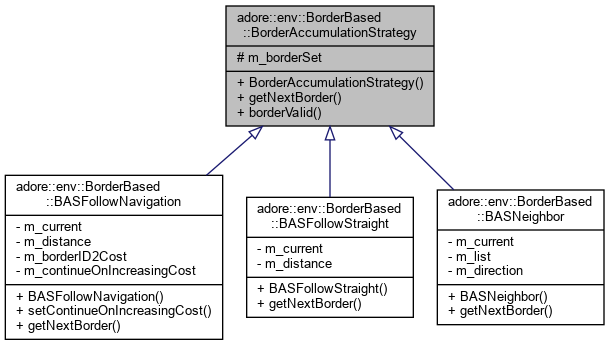 adore::env::BorderBased
::BorderAccumulationStrategy
# m_borderSet
+ BorderAccumulationStrategy()
+ getNextBorder()
+ borderValid()
adore::env::BorderBased
::BASFollowNavigation
- m_current
- m_distance
- m_borderID2Cost
- m_continueOnIncreasingCost
+ BASFollowNavigation()
+ setContinueOnIncreasingCost()
+ getNextBorder()
adore::env::BorderBased
::BASFollowStraight
- m_current
- m_distance
+ BASFollowStraight()
+ getNextBorder()
adore::env::BorderBased
::BASNeighbor
- m_current
- m_list
- m_direction
+ BASNeighbor()
+ getNextBorder()